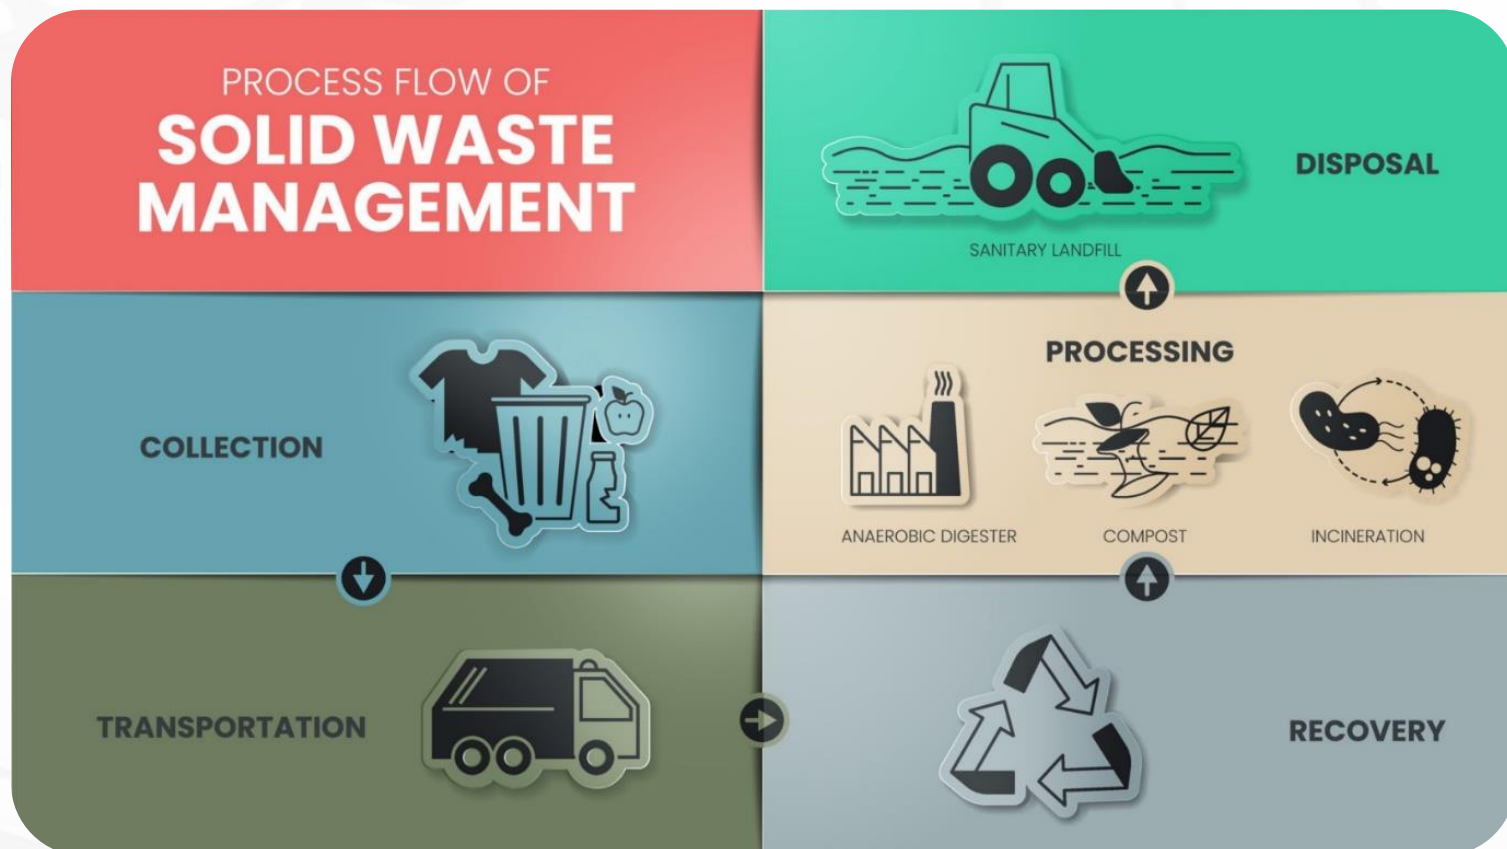 PROCESS FLOW OF
SOLID WASTE
MANAGEMENT
COLLECTION
TRANSPORTATION
RECOVERY
PROCESSING
ANAEROBIC DIGESTER
COMPOST
INCINERATION
DISPOSAL
SANITARY LANDFILL